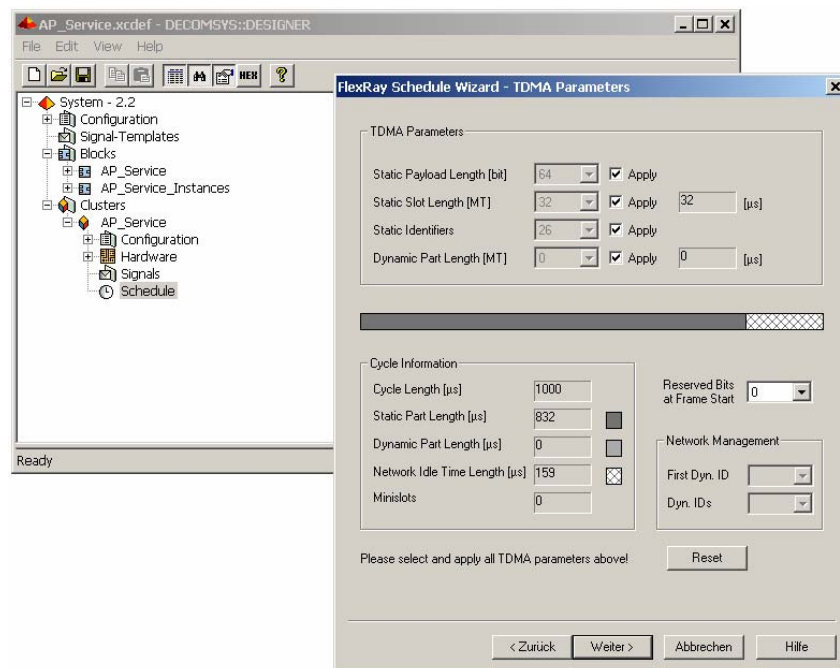 AP_Service.xcdef - DECOMSYS::DESIGNER
File Edit View Help
HEX
System - 2.2
Configuration
Signal-Templates
Blocks
AP_Service
AP_Service_Instances
Clusters
AP_Service
Configuration
Hardware
Signals
Schedule
Ready
FlexRay Schedule Wizard - TDMA Parameters
TDMA Parameters
Static Payload Length [bit] 64 Apply
Static Slot Length [MT] 32 Apply 32 [µs]
Static Identifiers 26 Apply
Dynamic Part Length [MT] 0 Apply 0 [µs]
Cycle Information
Cycle Length [µs] 1000
Static Part Length [µs] 832
Dynamic Part Length [µs] 0
Network Idle Time Length [µs] 159
Minislots 0
Reserved Bits
at Frame Start 0
Network Management
First Dyn. ID
Dyn. IDs
Please select and apply all TDMA parameters above!
Reset
< Zurück Weiter > Abbrechen Hilfe